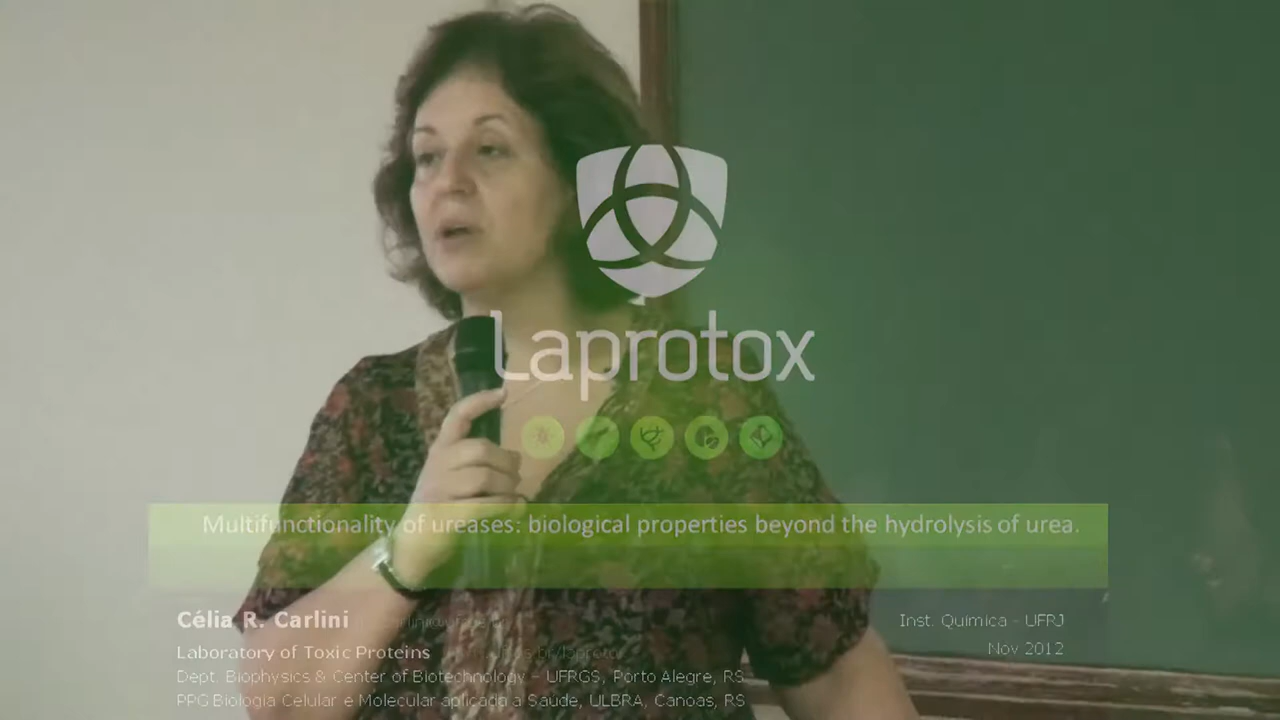 Laprotox
Multifunctionality of ureases: biological properties beyond the hydrolysis of urea.
Célia R. Carlini
Inst. Química - UFRJ
Laboratory of Toxic Proteins
Nov 2012
Dept. Biophysics & Center of Biotechnology – UFRGS, Porto Alegre, RS
PPG Biologia Celular e Molecular aplicada a Saúde, ULBRA, Canoas, RS